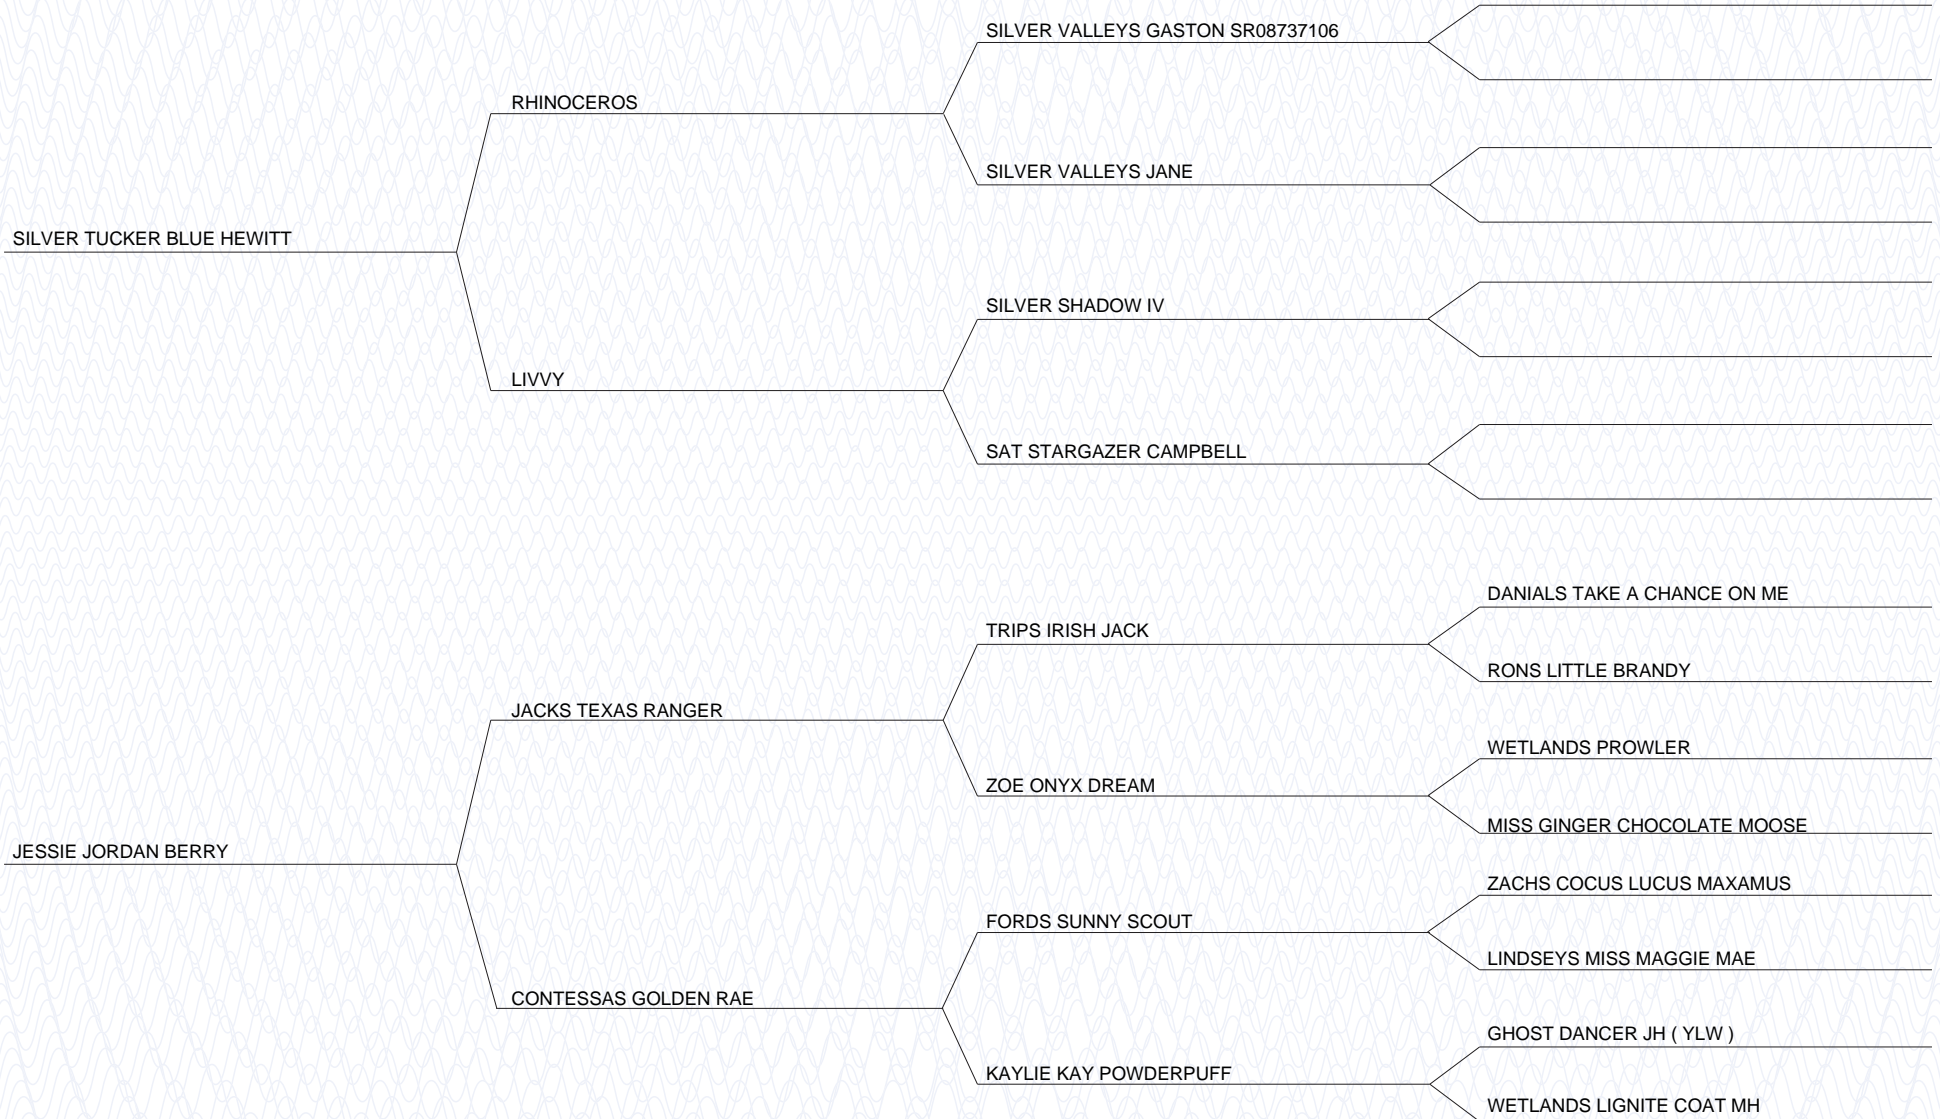 SILVER VALLEYS GASTON SR08737106
RHINOCEROS
SILVER VALLEYS JANE
SILVER TUCKER BLUE HEWITT
SILVER SHADOW IV
LIVVY
SAT STARGAZER CAMPBELL
DANIALS TAKE A CHANCE ON ME
TRIPS IRISH JACK
RONS LITTLE BRANDY
JACKS TEXAS RANGER
WETLANDS PROWLER
ZOE ONYX DREAM
MISS GINGER CHOCOLATE MOOSE
JESSIE JORDAN BERRY
ZACHS COCUS LUCUS MAXAMUS
FORDS SUNNY SCOUT
LINDSEYS MISS MAGGIE MAE
CONTESSAS GOLDEN RAE
GHOST DANCER JH ( YLW )
KAYLIE KAY POWDERPUFF
WETLANDS LIGNITE COAT MH